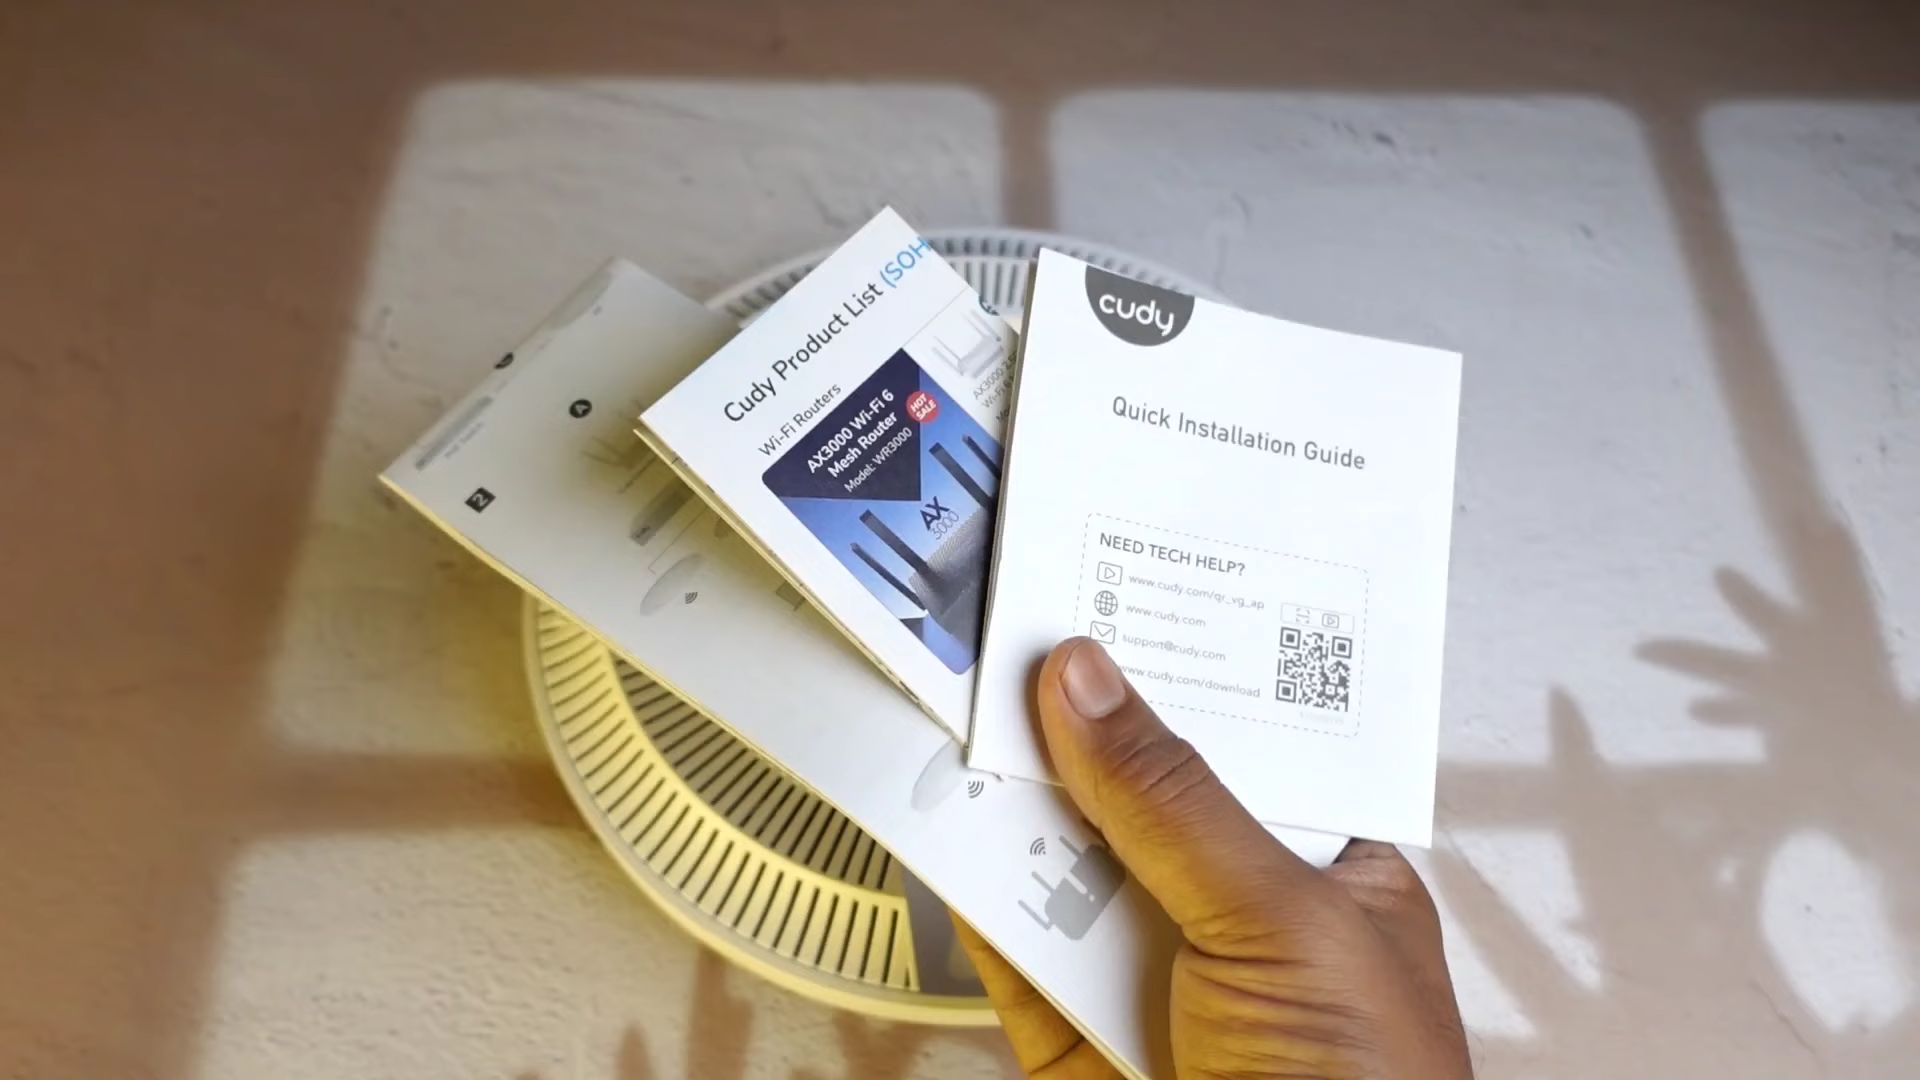 2
A
Cudy Product List (SOH
Wi-Fi Routers
AX3000 Wi-Fi 6
Mesh Router
Model: WR3000
HOT
SALE
AX
3000
cudy
Quick Installation Guide
NEED TECH HELP?
www.cudy.com/qr_vg_ap
www.cudy.com
support@cudy.com
www.cudy.com/download